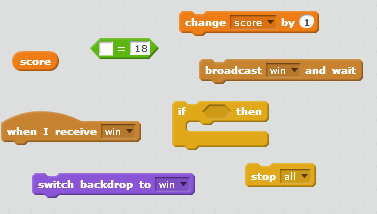 change score by 1
score
= 18
broadcast win and wait
if then
when I receive win
switch backdrop to win
stop all